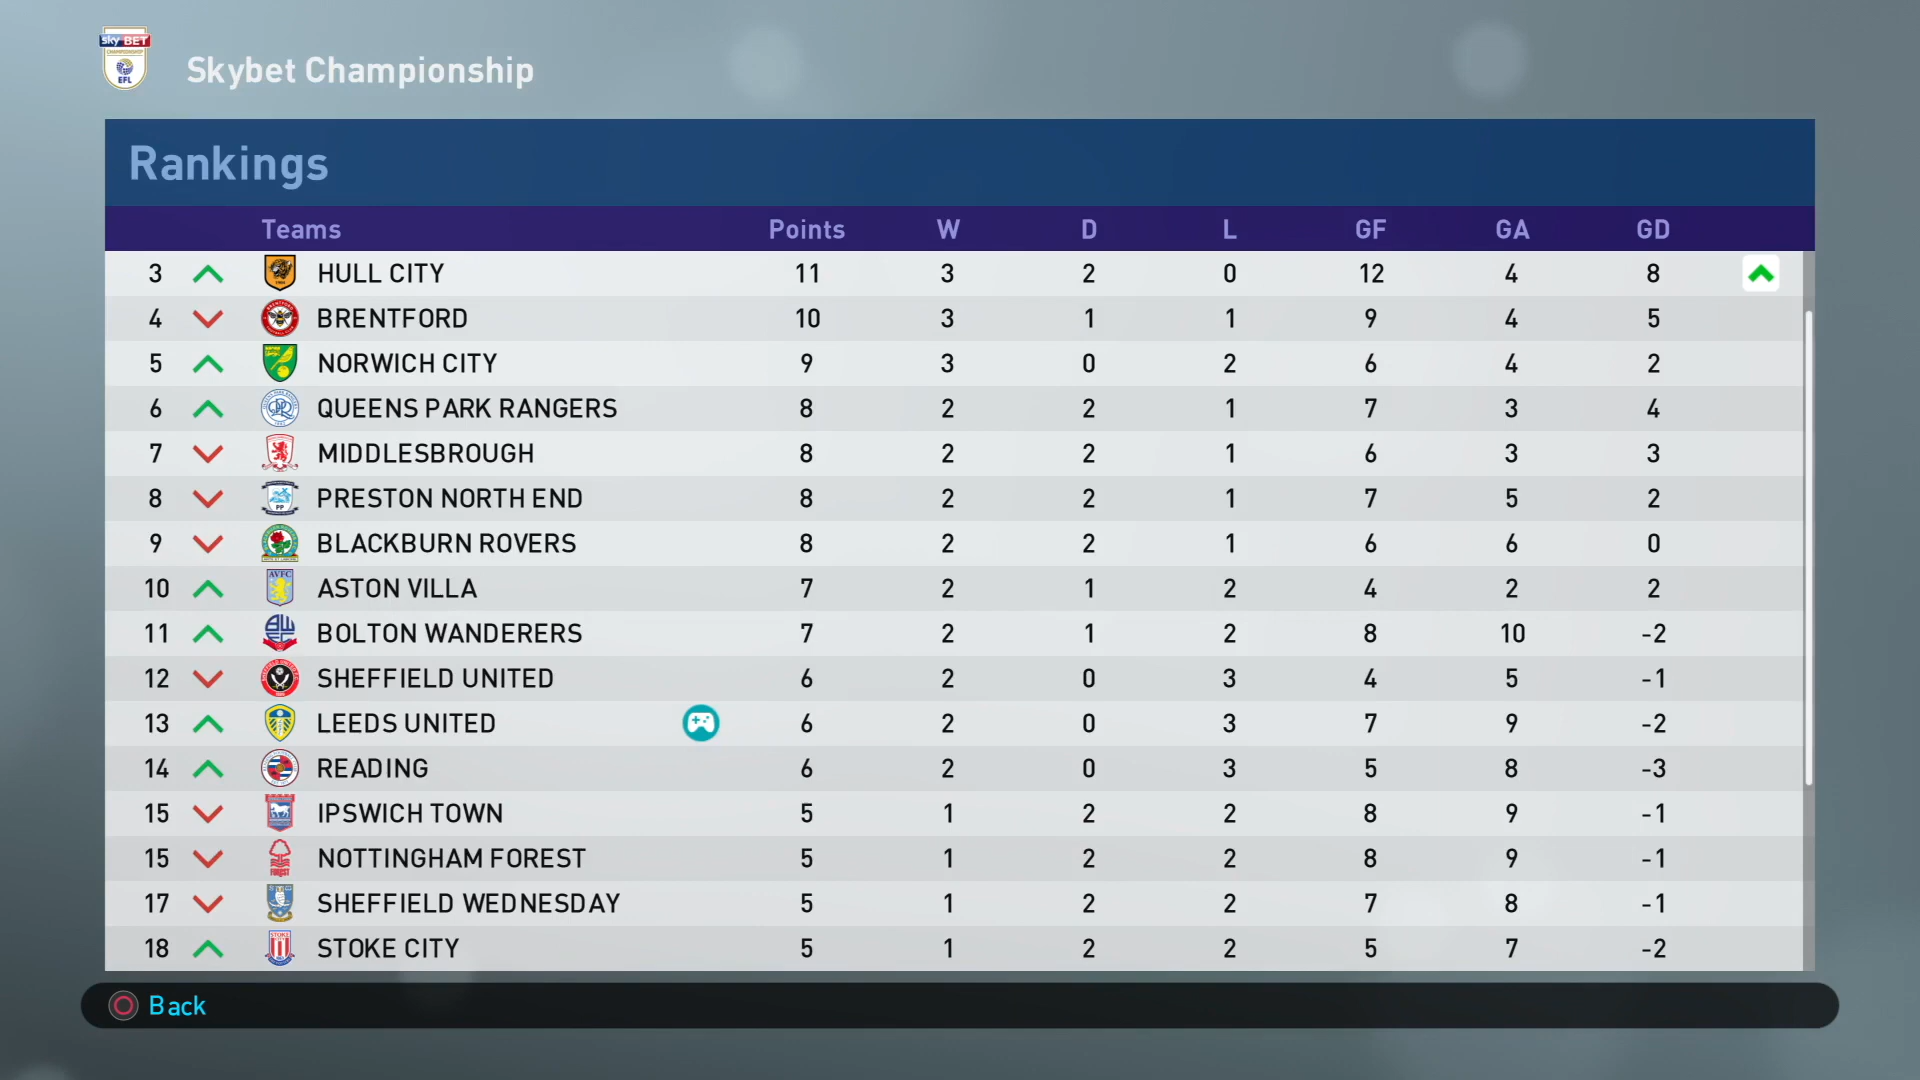 sky BET
CHAMPIONSHIP
EFL
Skybet Championship
Rankings
Teams Points W D L GF GA GD
3 HULL CITY 11 3 2 0 12 4 8
4 BRENTFORD 10 3 1 1 9 4 5
5 NORWICH CITY 9 3 0 2 6 4 2
6 QUEENS PARK RANGERS 8 2 2 1 7 3 4
7 MIDDLESBROUGH 8 2 2 1 6 3 3
8 PRESTON NORTH END 8 2 2 1 7 5 2
9 BLACKBURN ROVERS 8 2 2 1 6 6 0
10 ASTON VILLA 7 2 1 2 4 2 2
11 BOLTON WANDERERS 7 2 1 2 8 10 -2
12 SHEFFIELD UNITED 6 2 0 3 4 5 -1
13 LEEDS UNITED 6 2 0 3 7 9 -2
14 READING 6 2 0 3 5 8 -3
15 IPSWICH TOWN 5 1 2 2 8 9 -1
15 NOTTINGHAM FOREST 5 1 2 2 8 9 -1
17 SHEFFIELD WEDNESDAY 5 1 2 2 7 8 -1
18 STOKE CITY 5 1 2 2 5 7 -2
Back